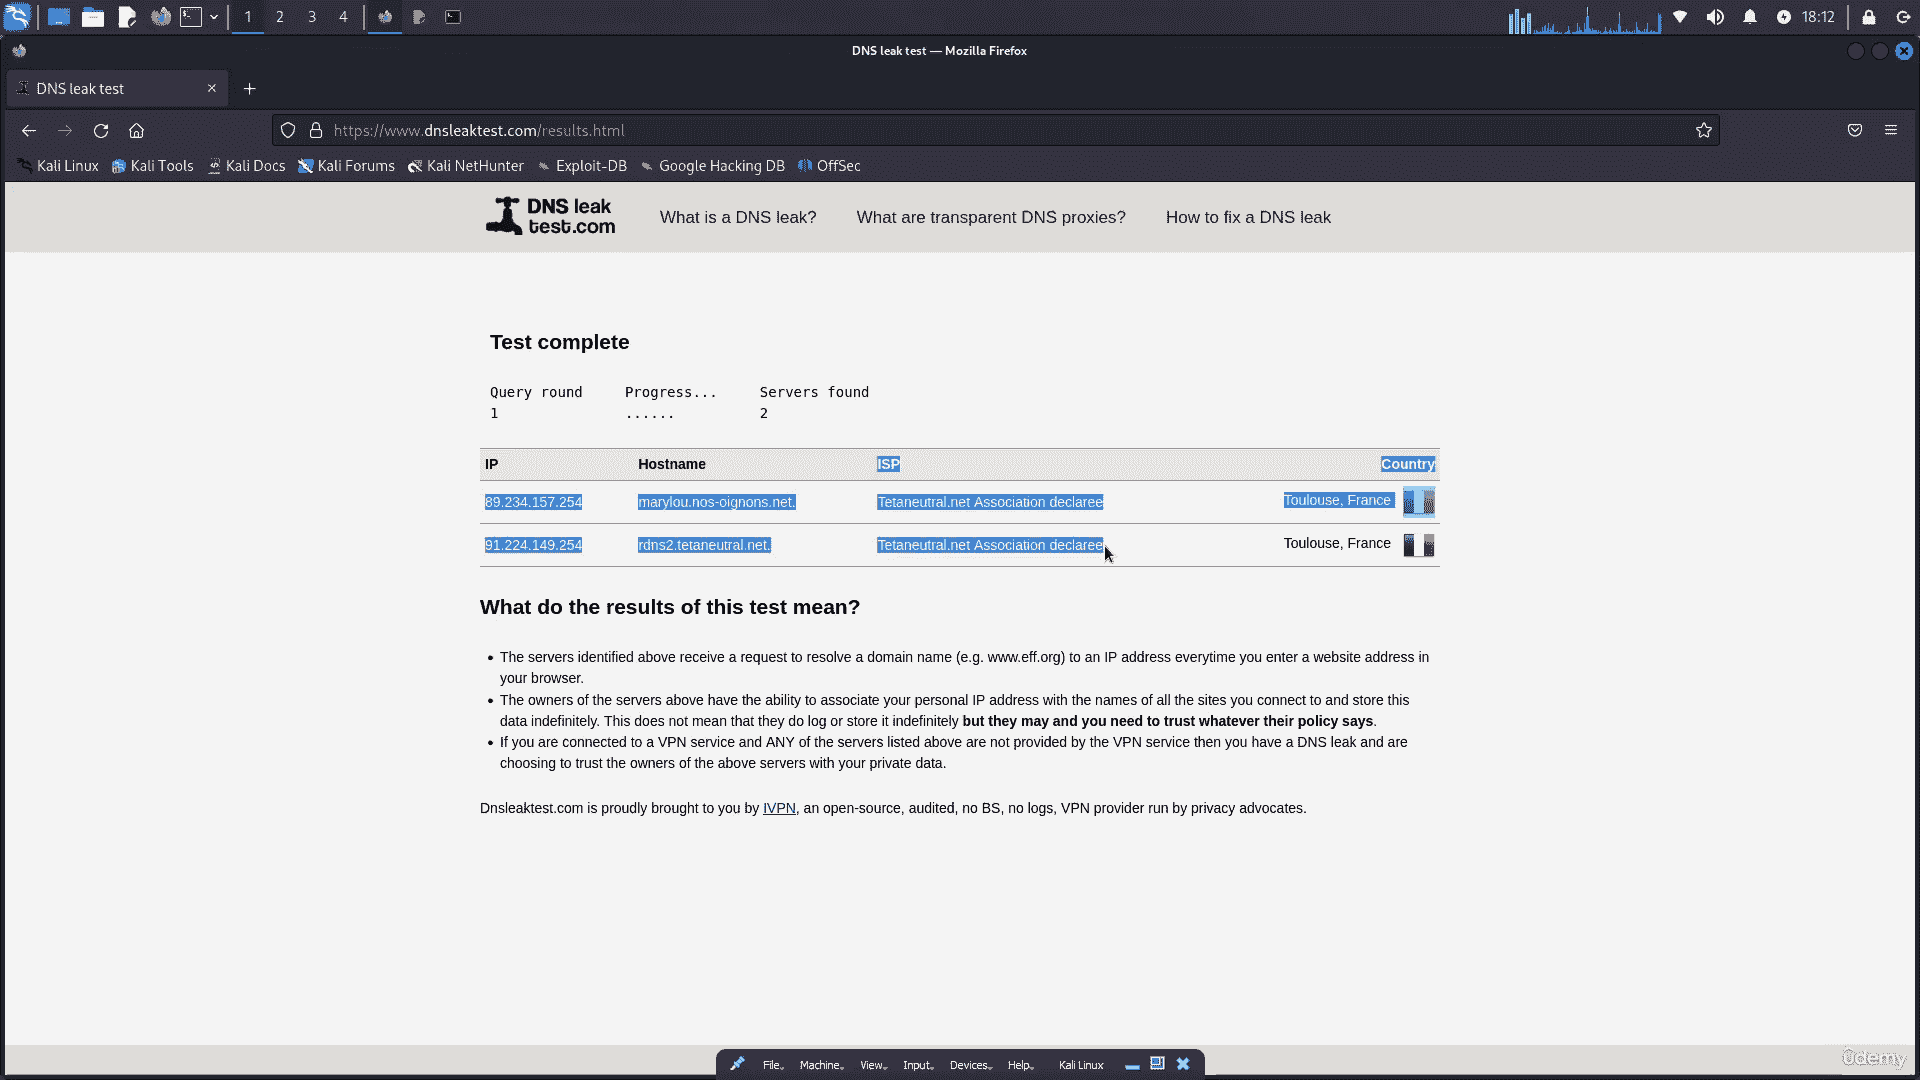 1 2 3 4 18:12
DNS leak test — Mozilla Firefox
DNS leak test
https://www.dnsleaktest.com/results.html
Kali Linux Kali Tools Kali Docs Kali Forums Kali NetHunter Exploit-DB Google Hacking DB OffSec
DNS leak
test.com
What is a DNS leak? What are transparent DNS proxies? How to fix a DNS leak
Test complete
Query round Progress... Servers found
1 ...... 2
IP Hostname ISP Country
89.234.157.254 marylou.nos-oignons.net. Tetaneutral.net Association declaree Toulouse, France
91.224.149.254 rdns2.tetaneutral.net. Tetaneutral.net Association declaree Toulouse, France
What do the results of this test mean?
• The servers identified above receive a request to resolve a domain name (e.g. www.eff.org) to an IP address everytime you enter a website address in
your browser.
• The owners of the servers above have the ability to associate your personal IP address with the names of all the sites you connect to and store this
data indefinitely. This does not mean that they do log or store it indefinitely but they may and you need to trust whatever their policy says.
• If you are connected to a VPN service and ANY of the servers listed above are not provided by the VPN service then you have a DNS leak and are
choosing to trust the owners of the above servers with your private data.
Dnsleaktest.com is proudly brought to you by IVPN, an open-source, audited, no BS, no logs, VPN provider run by privacy advocates.
File Machine View Input Devices Help Kali Linux
ûdemy